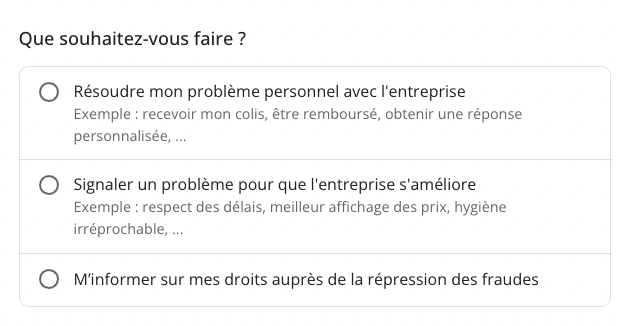 Que souhaitez-vous faire ?
Résoudre mon problème personnel avec l'entreprise
Exemple : recevoir mon colis, être remboursé, obtenir une réponse
personnalisée, ...
Signaler un problème pour que l'entreprise s'améliore
Exemple : respect des délais, meilleur affichage des prix, hygiène
irréprochable, ...
M’informer sur mes droits auprès de la répression des fraudes